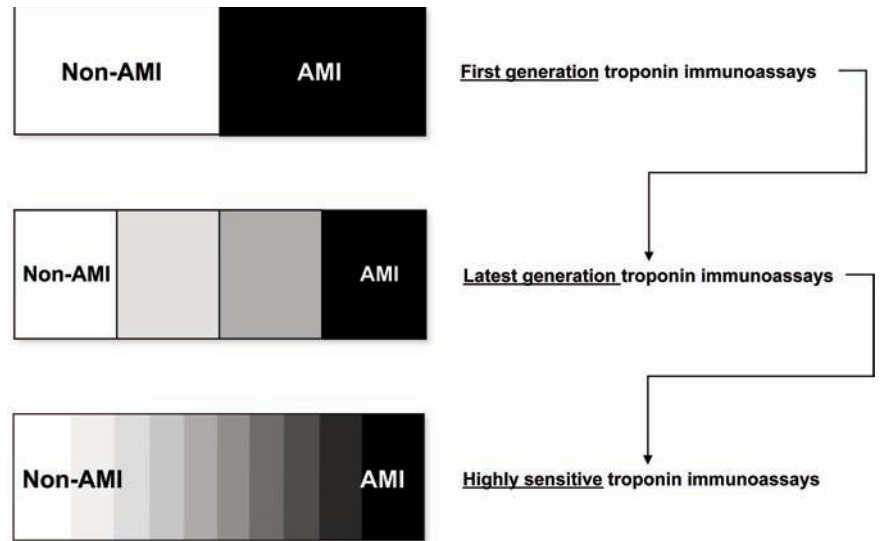 Non-AMI AMI First generation troponin immunoassays
Non-AMI AMI Latest generation troponin immunoassays
Non-AMI AMI Highly sensitive troponin immunoassays